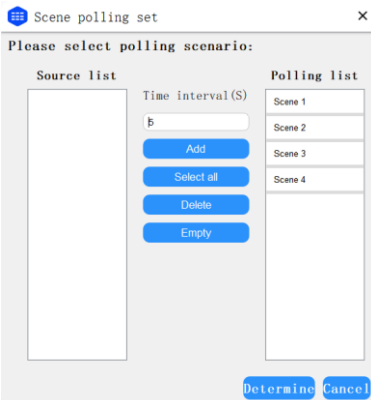 Scene polling set
Please select polling scenario:
Source list
Polling list
Time interval(S)
5
Add
Select all
Delete
Empty
Scene 1
Scene 2
Scene 3
Scene 4
Determine
Cancel